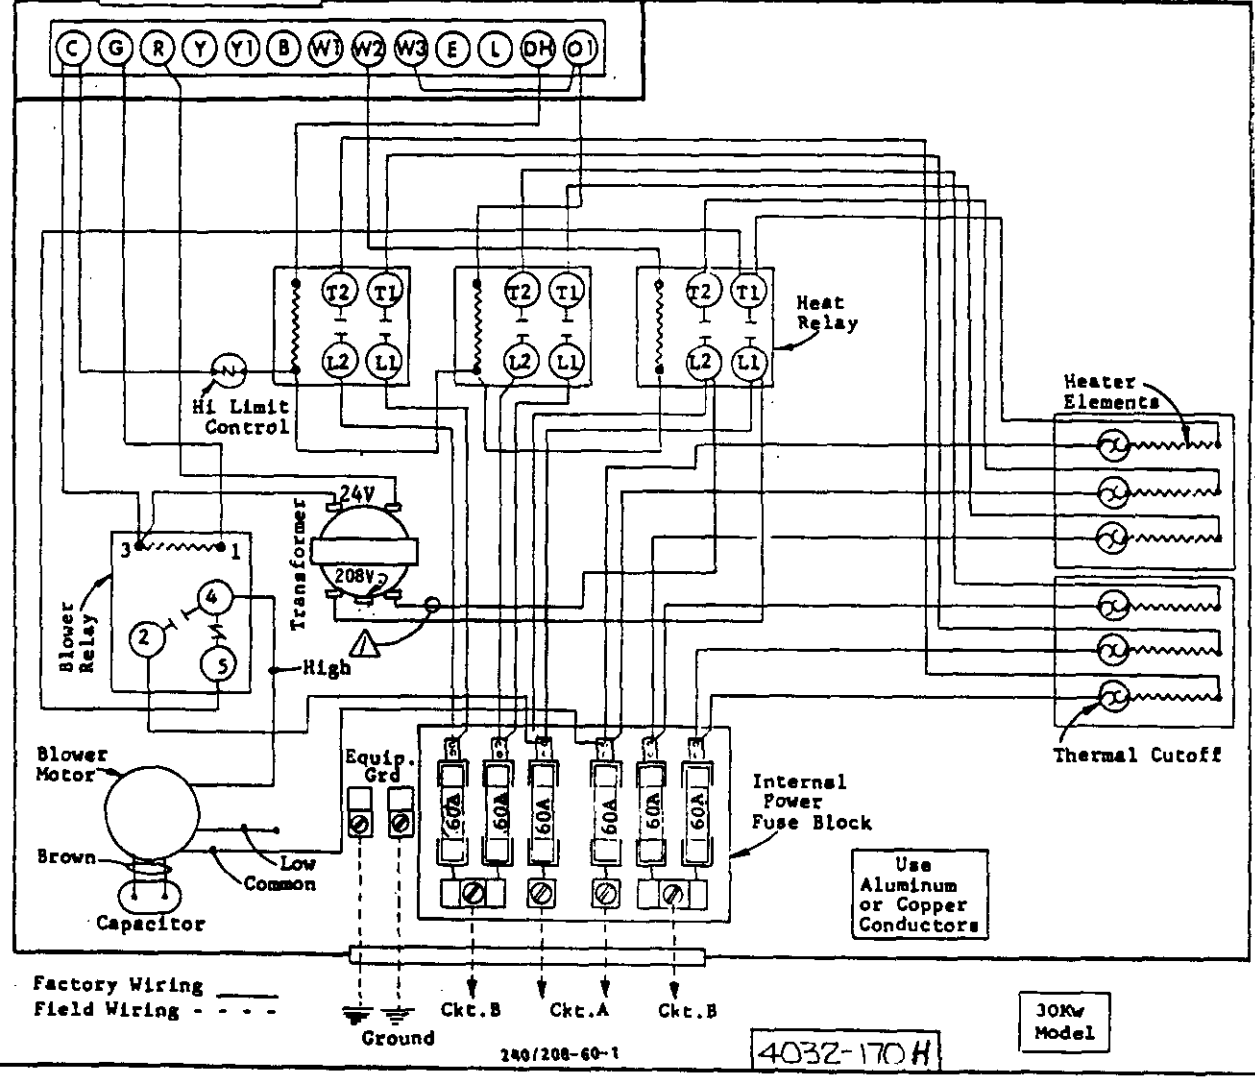 C G R Y Y1 B W1 W2 W3 E L DH O1
T2 T1 T2 T1 T2 T1
Heat
Relay
L2 L1 L2 L1 L2 L1
Hi Limit
Control
Heater
Elements
24V
Transformer
208V
3 1
4
2
5
Blower
Relay
High
Thermal Cutoff
Blower
Motor
Equip.
Grd
Internal
Power
Fuse Block
60A 60A 60A 60A 60A 60A
Brown
Low
Common
Capacitor
Use
Aluminum
or Copper
Conductors
Factory Wiring
Field Wiring
Ckt.B Ckt.A Ckt.B
Ground
240/208-60-1
4032-170H
30Kw
Model